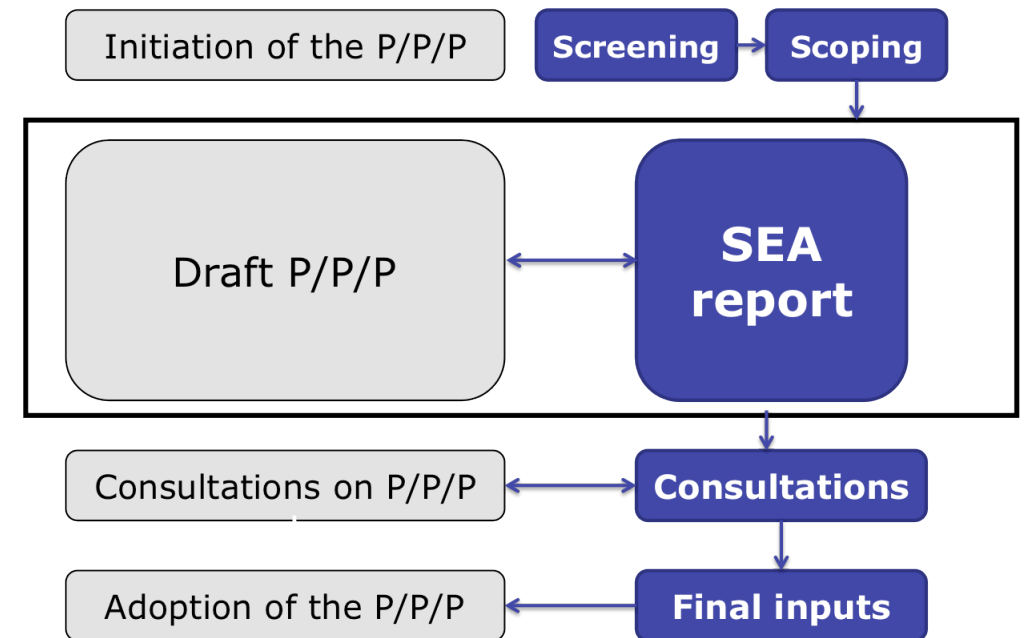 Initiation of the P/P/P
Screening
Scoping
Draft P/P/P
SEA
report
Consultations on P/P/P
Consultations
Adoption of the P/P/P
Final inputs